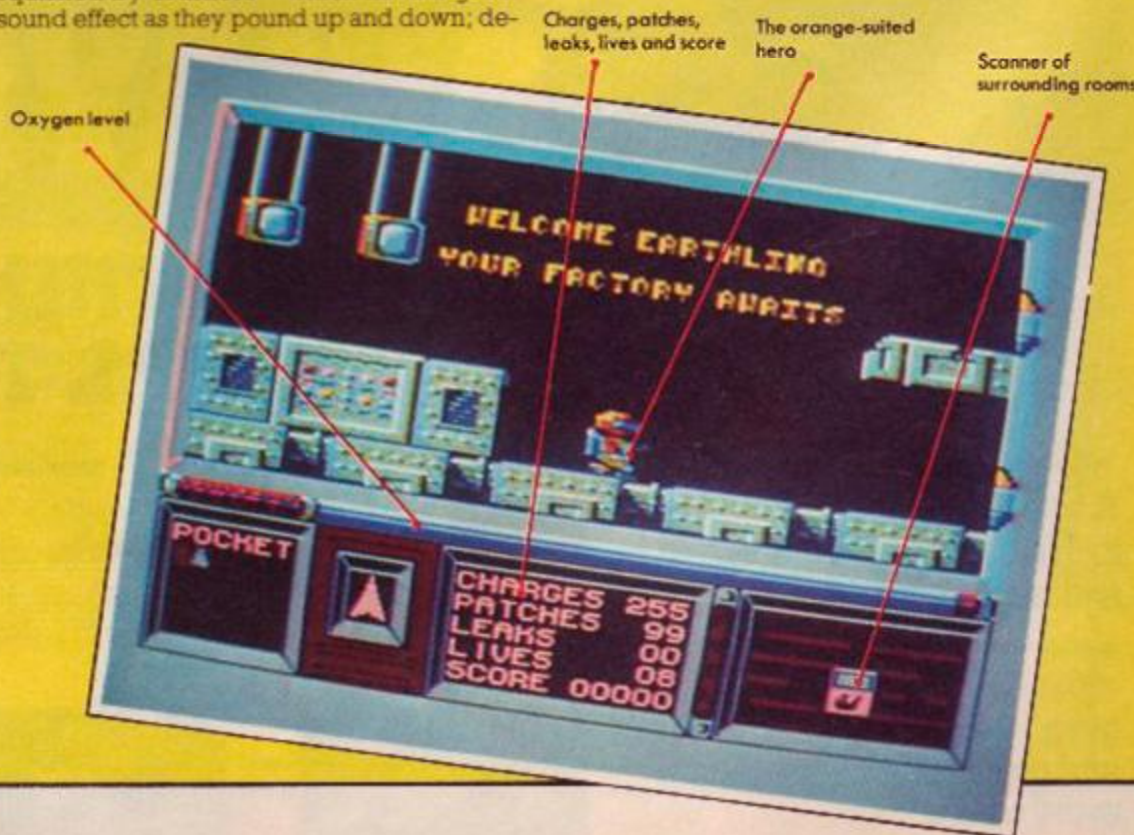 sound effect as they pound up and down; de-
Charges, patches,
leaks, lives and score
The orange-suited
hero
Scanner of
surrounding rooms
Oxygen level
WELCOME EARTHLING
YOUR FACTORY AWAITS
POCKET
CHARGES 255
PATCHES 99
LEAKS 00
LIVES 08
SCORE 00000